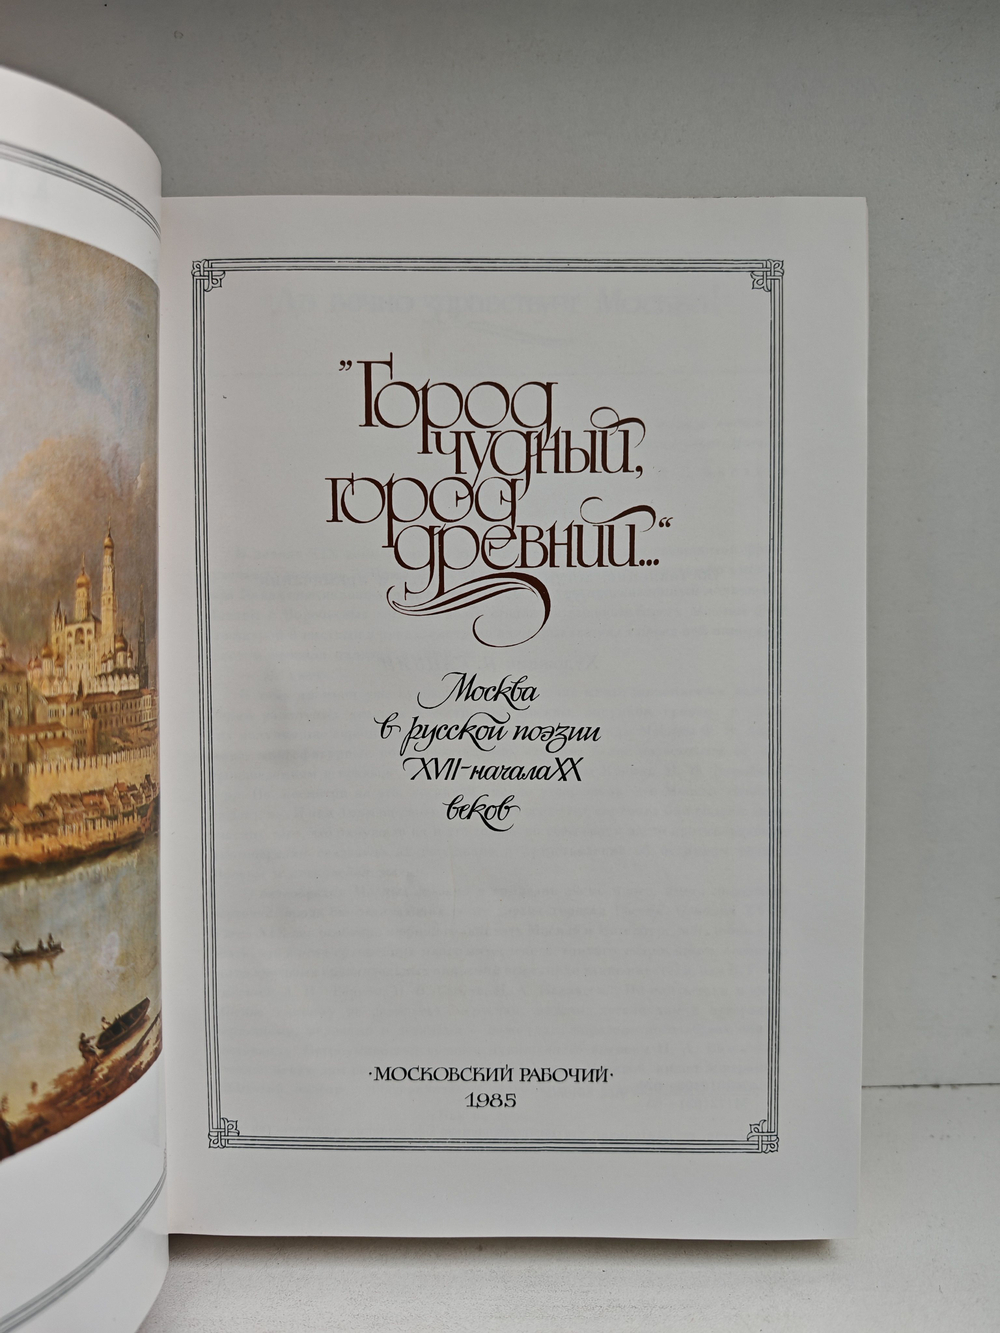 „Город
чудный,
город
древний...“
Москва
в русской поэзии
XVII-начала XX
веков
·МОСКОВСКИЙ РАБОЧИЙ·
1985